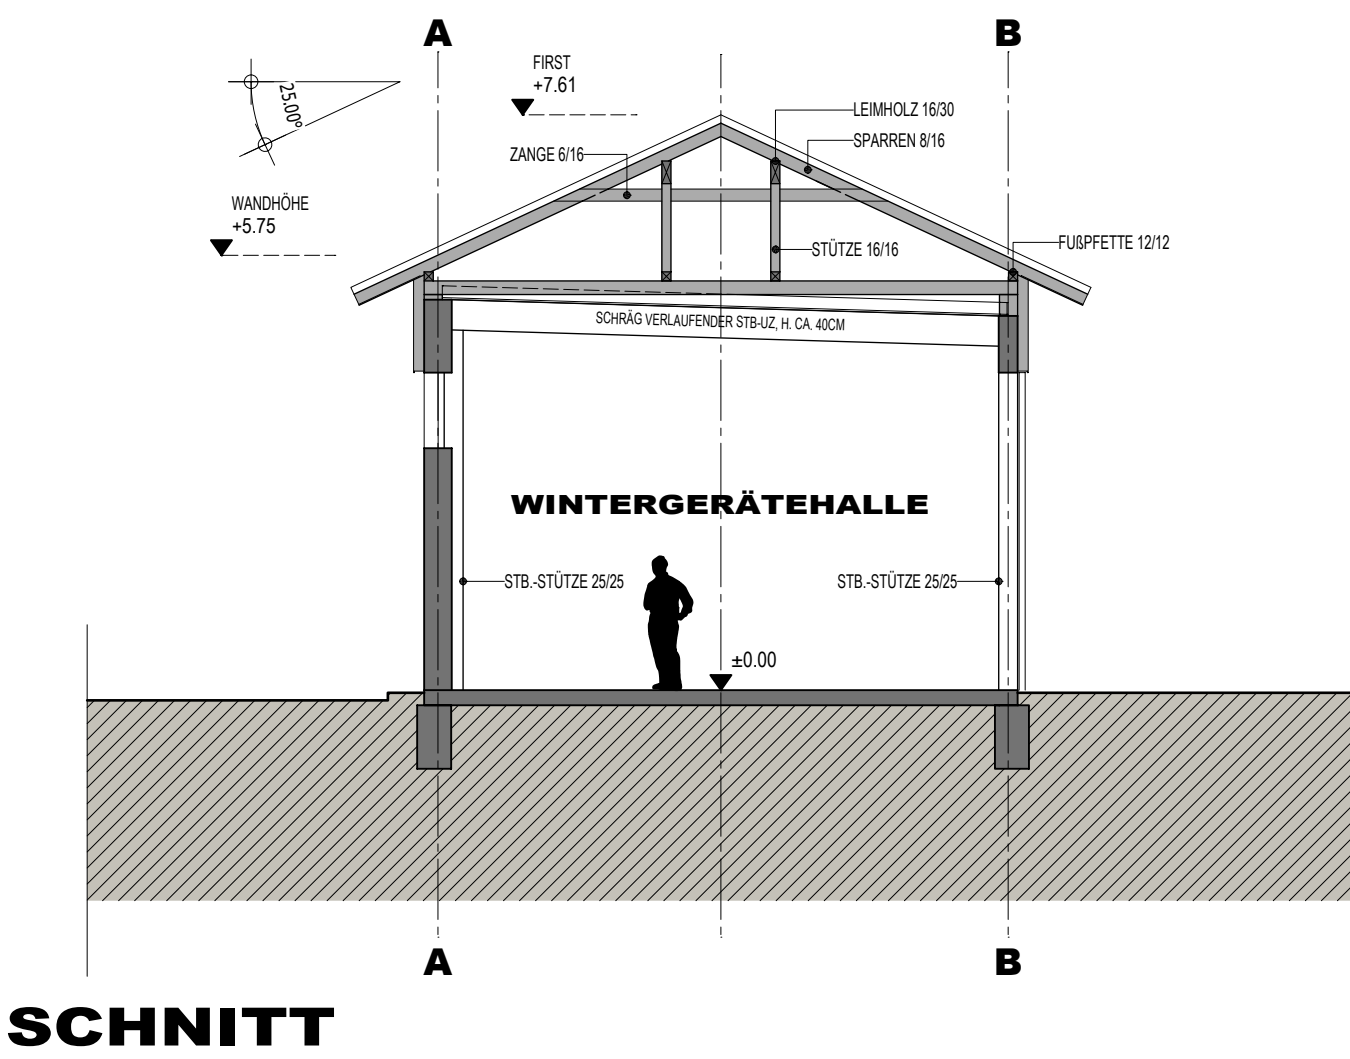 A
B
FIRST
+7.61
25.00°
LEIMHOLZ 16/30
SPARREN 8/16
ZANGE 6/16
WANDHÖHE
+5.75
FUßPFETTE 12/12
STÜTZE 16/16
SCHRÄG VERLAUFENDER STB-UZ, H. CA. 40CM
WINTERGERÄTEHALLE
STB.-STÜTZE 25/25
STB.-STÜTZE 25/25
±0.00
A
B
SCHNITT